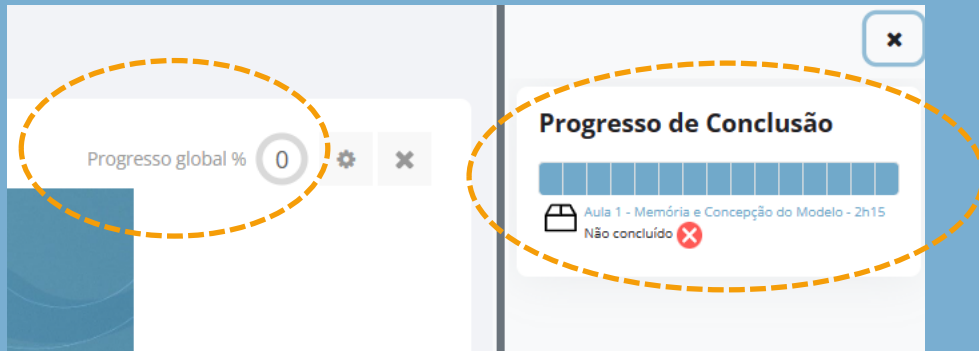 Progresso global % 0
Progresso de Conclusão
Aula 1 - Memória e Concepção do Modelo - 2h15
Não concluído